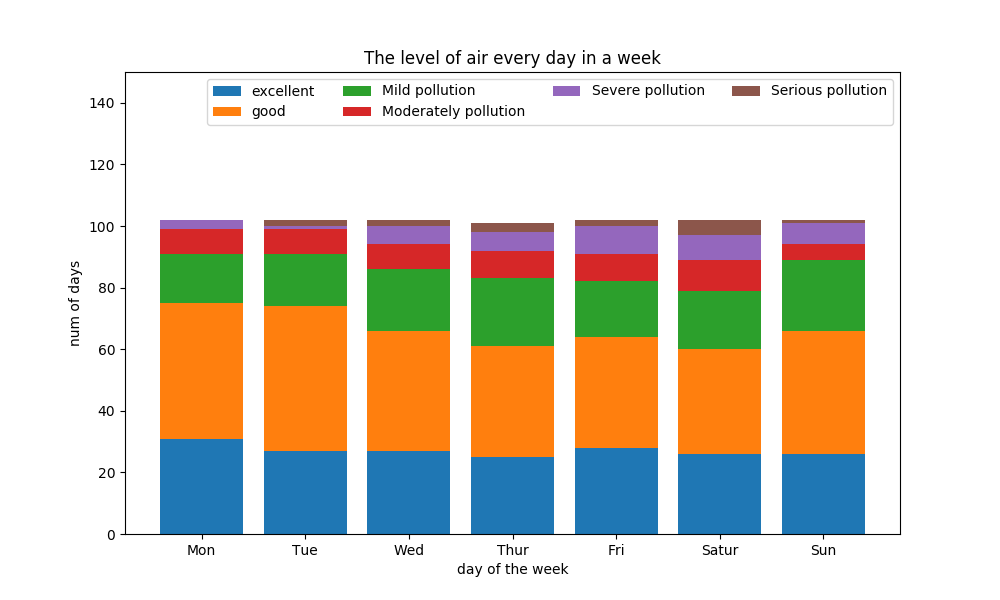 The level of air every day in a week
excellent
good
Mild pollution
Moderately pollution
Severe pollution
Serious pollution
num of days
140
120
100
80
60
40
20
0
Mon Tue Wed Thur Fri Satur Sun
day of the week